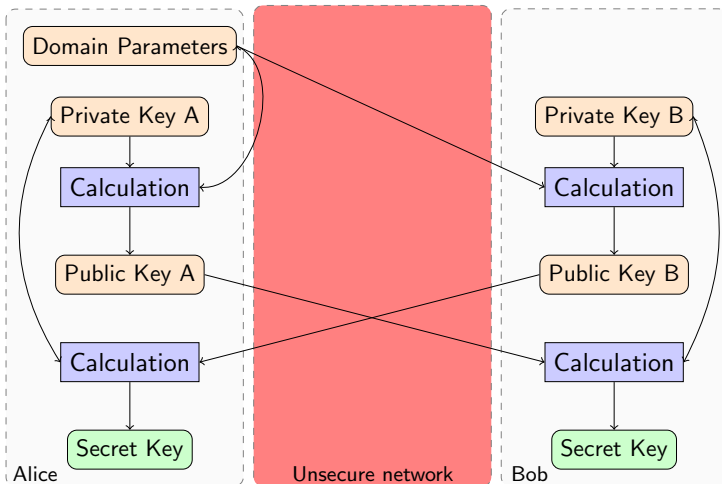 Domain Parameters
Private Key A
Private Key B
Calculation
Calculation
Public Key A
Public Key B
Calculation
Calculation
Secret Key
Secret Key
Alice
Unsecure network
Bob